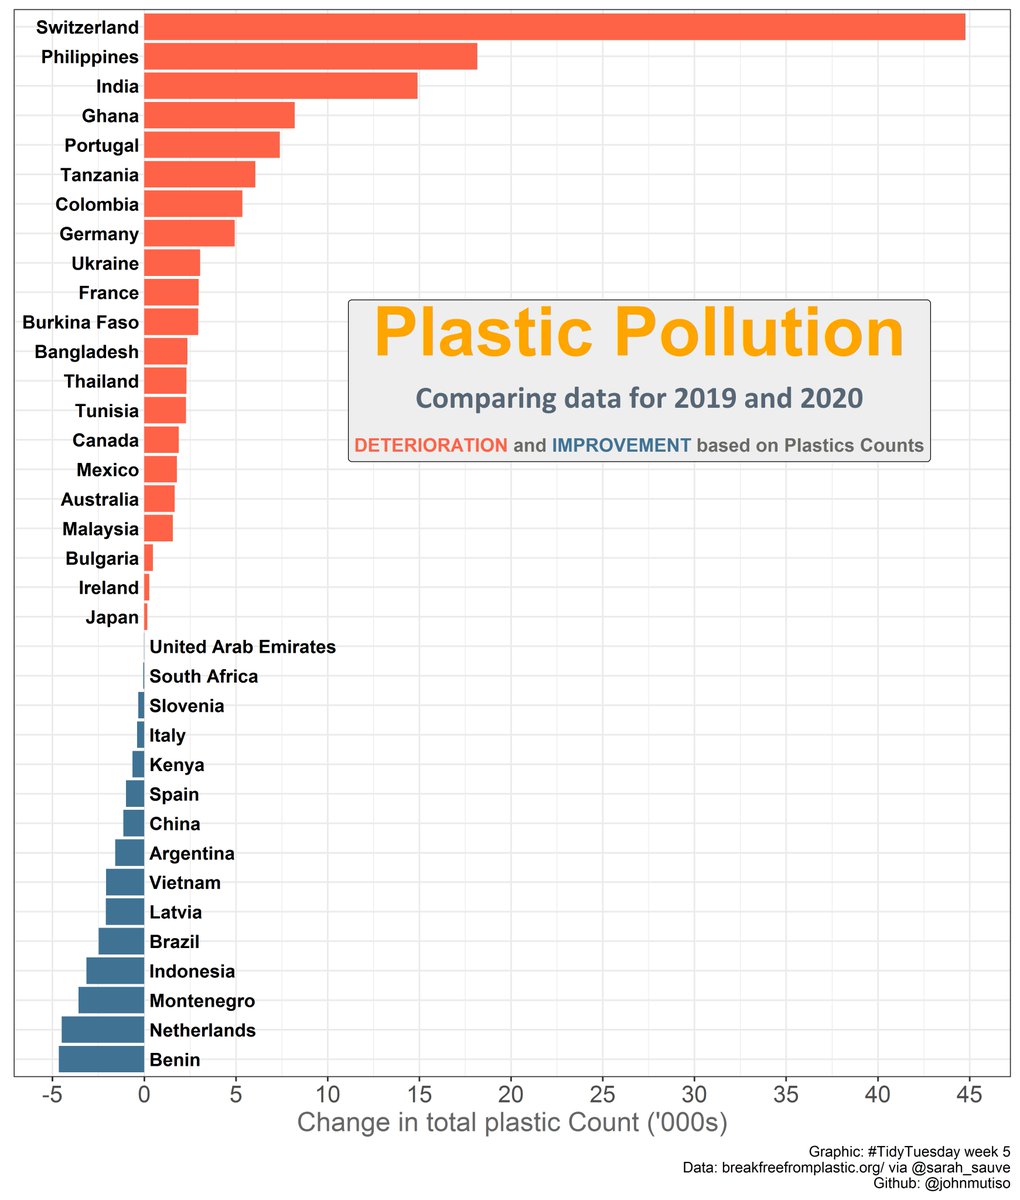 Switzerland
Philippines
India
Ghana
Portugal
Tanzania
Colombia
Germany
Ukraine
France
Burkina Faso
Bangladesh
Thailand
Tunisia
Canada
Mexico
Australia
Malaysia
Bulgaria
Ireland
Japan
Plastic Pollution
Comparing data for 2019 and 2020
DETERIORATION and IMPROVEMENT based on Plastics Counts
United Arab Emirates
South Africa
Slovenia
Italy
Kenya
Spain
China
Argentina
Vietnam
Latvia
Brazil
Indonesia
Montenegro
Netherlands
Benin
-5 0 5 10 15 20 25 30 35 40 45
Change in total plastic Count ('000s)
Graphic: #TidyTuesday week 5
Data: breakfreefromplastic.org/ via @sarah_sauve
Github: @johnmutiso